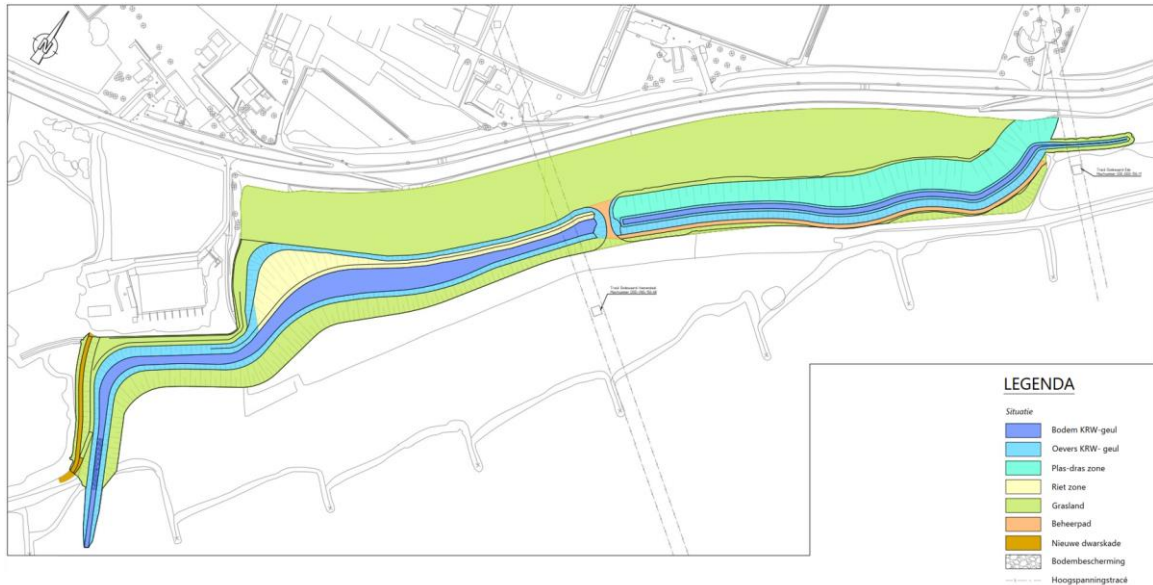 N
LEGENDA
Situatie
Bodem KRW-geul
Oevers KRW- geul
Plas-dras zone
Riet zone
Grasland
Beheerpad
Nieuwe dwarskade
Bodembescherming
Hoogspanningstracé